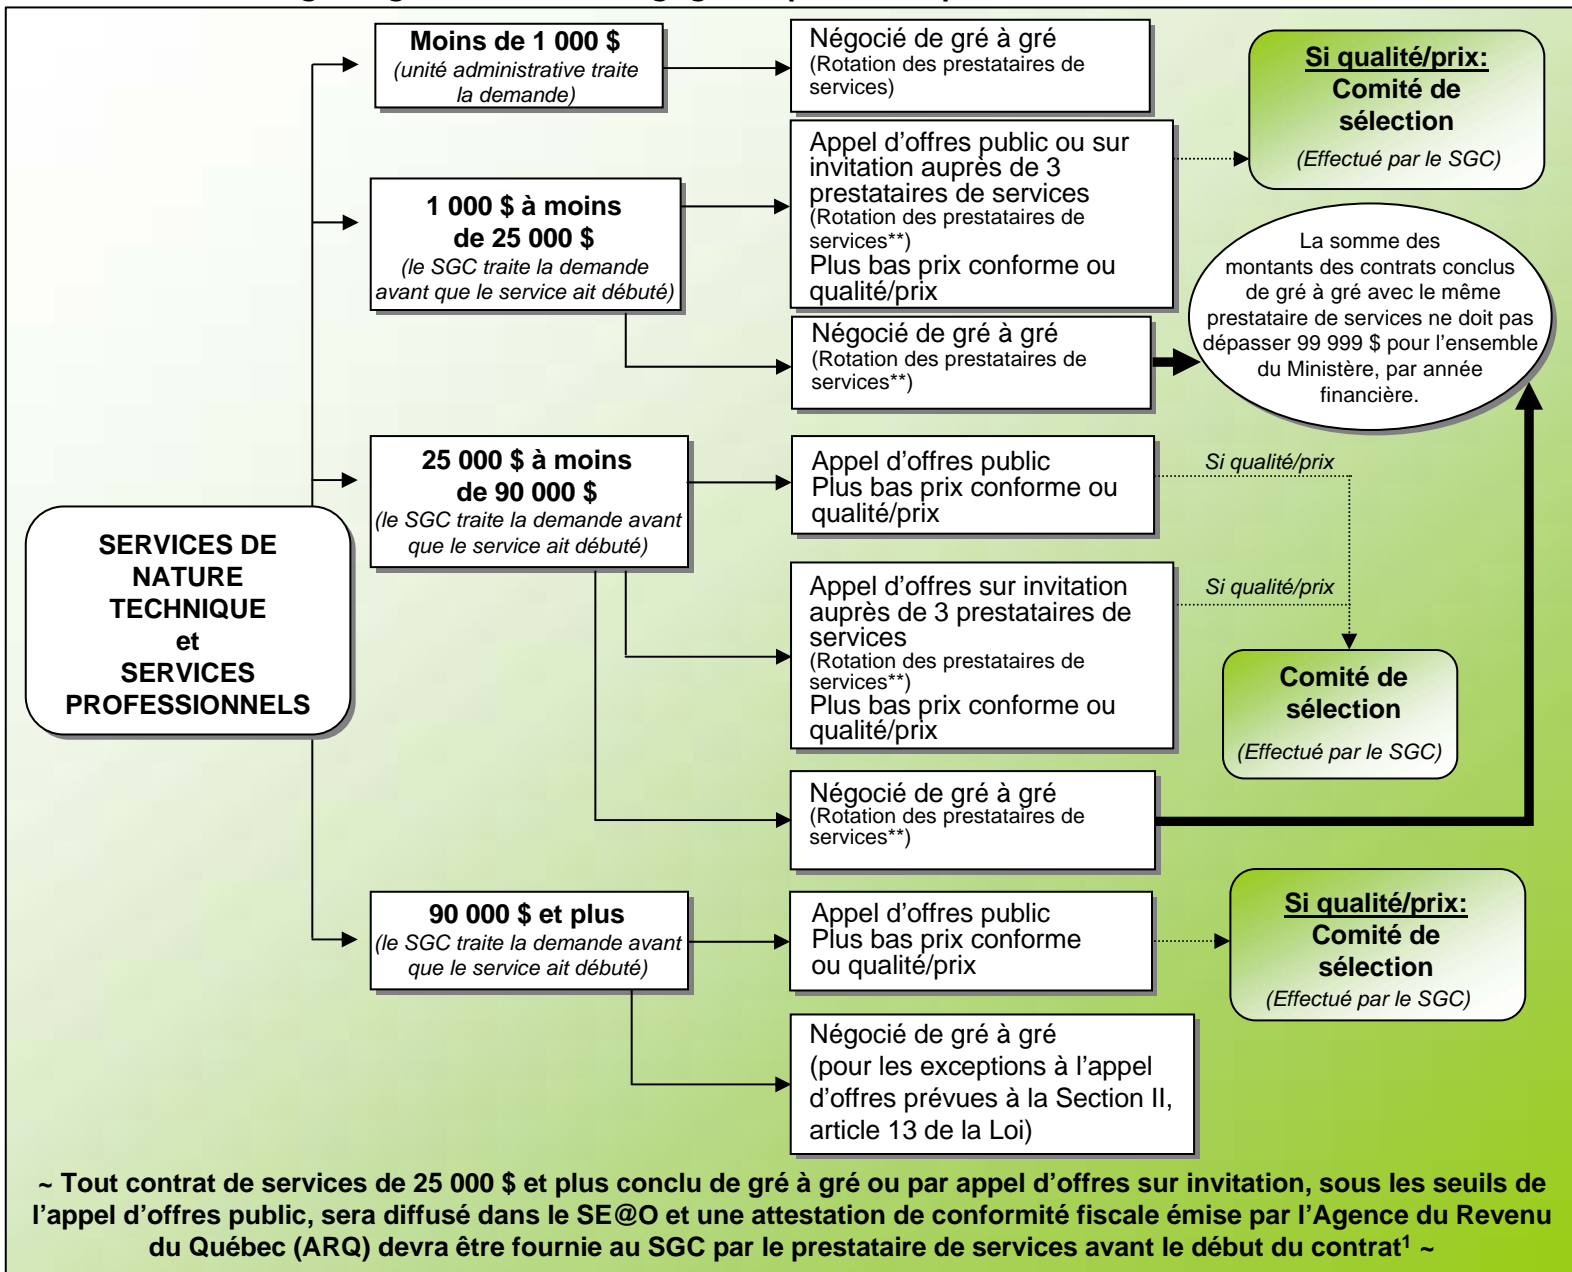 Moins de 1 000 $
(unité administrative traite
la demande)
Négocié de gré à gré
(Rotation des prestataires de
services)
Si qualité/prix:
Comité de
sélection
(Effectué par le SGC)
1 000 $ à moins
de 25 000 $
(le SGC traite la demande
avant que le service ait débuté)
Appel d’offres public ou sur
invitation auprès de 3
prestataires de services
(Rotation des prestataires de
services**)
Plus bas prix conforme ou
qualité/prix
Négocié de gré à gré
(Rotation des prestataires de
services**)
La somme des
montants des contrats conclus
de gré à gré avec le même
prestataire de services ne doit pas
dépasser 99 999 $ pour l’ensemble
du Ministère, par année
financière.
25 000 $ à moins
de 90 000 $
(le SGC traite la demande avant
que le service ait débuté)
Appel d’offres public
Plus bas prix conforme ou
qualité/prix
Si qualité/prix
SERVICES DE
NATURE
TECHNIQUE
et
SERVICES
PROFESSIONNELS
Appel d’offres sur invitation
auprès de 3 prestataires de
services
(Rotation des prestataires de
services**)
Plus bas prix conforme ou
qualité/prix
Si qualité/prix
Comité de
sélection
(Effectué par le SGC)
Négocié de gré à gré
(Rotation des prestataires de
services**)
90 000 $ et plus
(le SGC traite la demande avant
que le service ait débuté)
Appel d’offres public
Plus bas prix conforme
ou qualité/prix
Si qualité/prix:
Comité de
sélection
(Effectué par le SGC)
Négocié de gré à gré
(pour les exceptions à l’appel
d’offres prévues à la Section II,
article 13 de la Loi)
~ Tout contrat de services de 25 000 $ et plus conclu de gré à gré ou par appel d’offres sur invitation, sous les seuils de
l’appel d’offres public, sera diffusé dans le SE@O et une attestation de conformité fiscale émise par l’Agence du Revenu
du Québec (ARQ) devra être fournie au SGC par le prestataire de services avant le début du contrat¹ ~